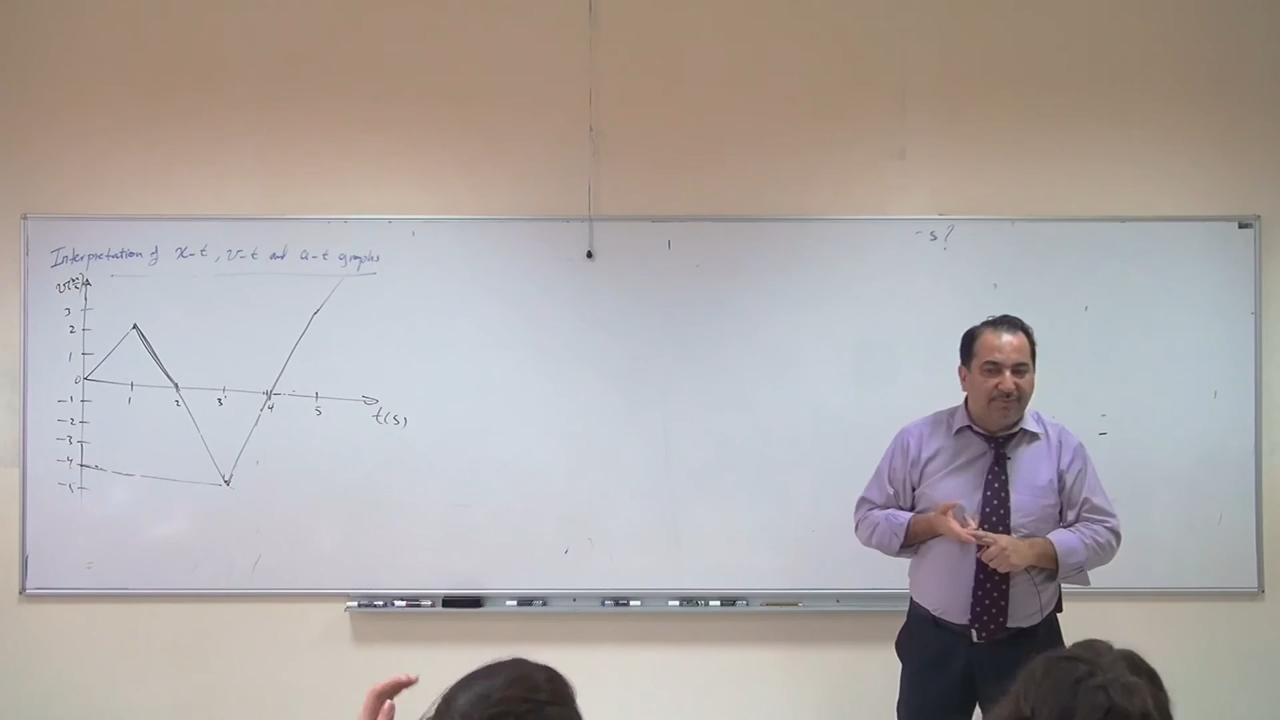 Interpretation of x-t, v-t and a-t graphs
-s?
v(m/s)
3
2
1
0
-1
-2
-3
-4
-5
1 2 3 4 5
t(s)